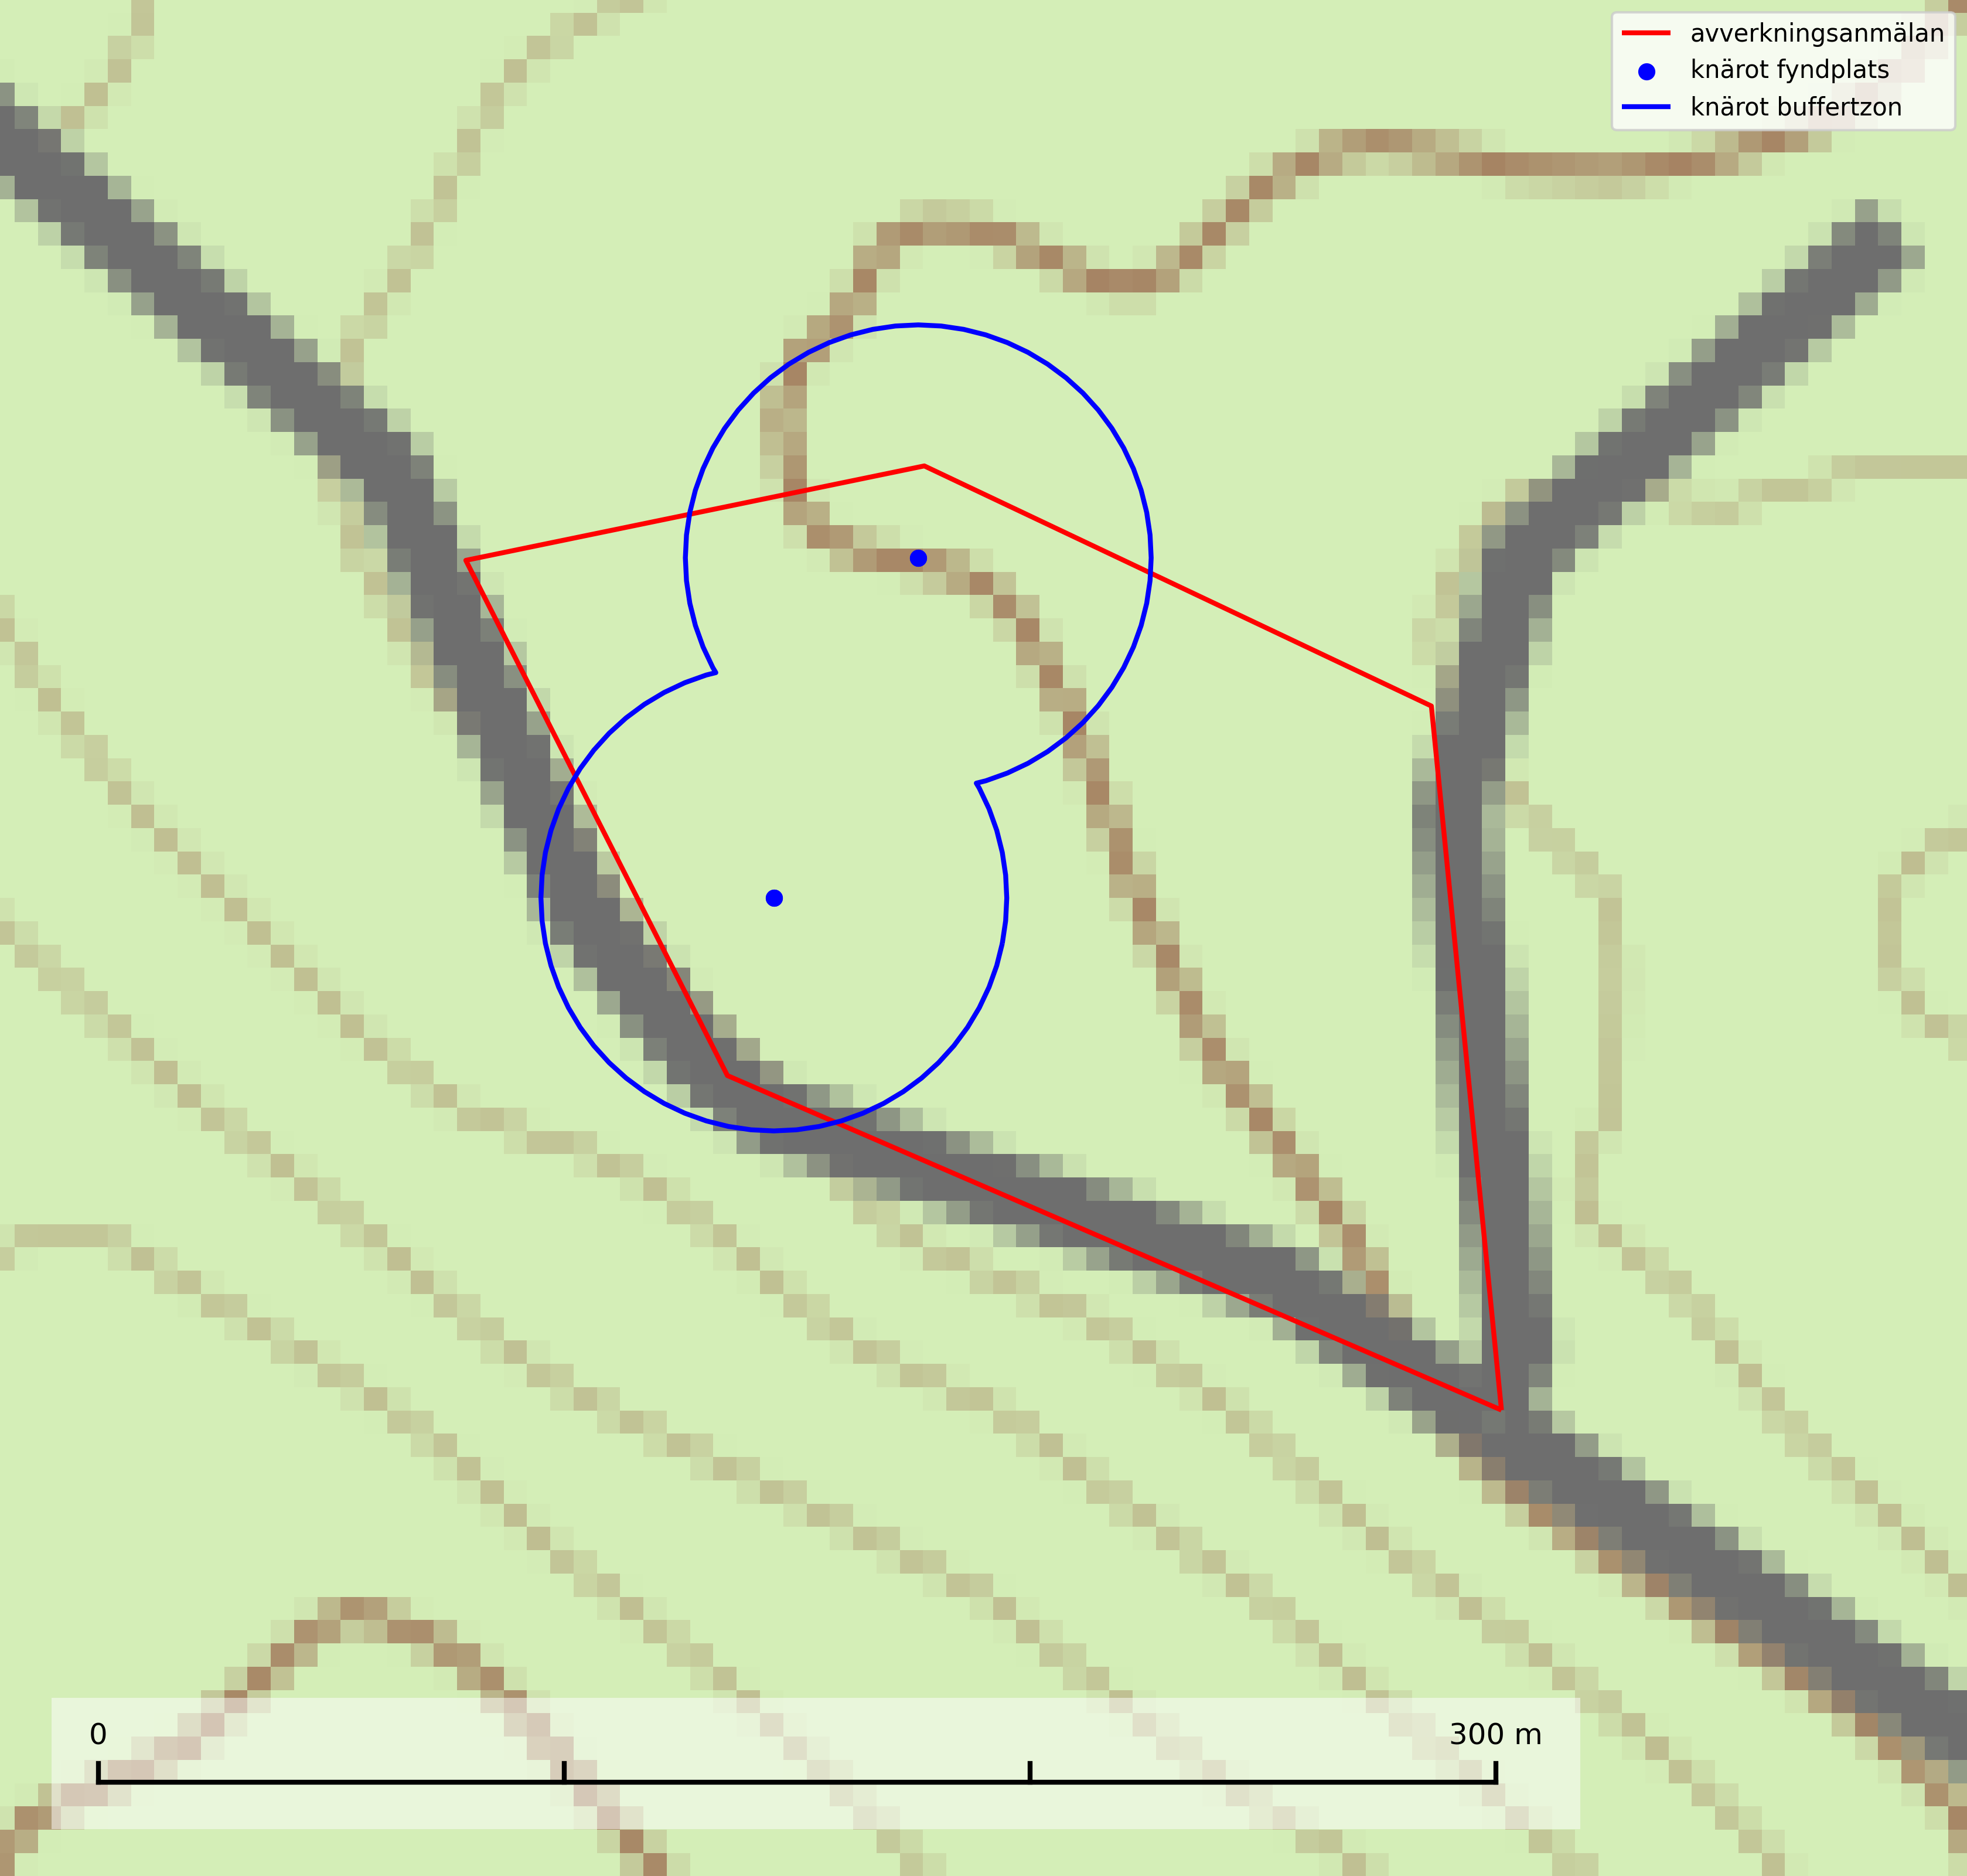 avverkningsanmälan
knärot fyndplats
knärot buffertzon
0 300 m